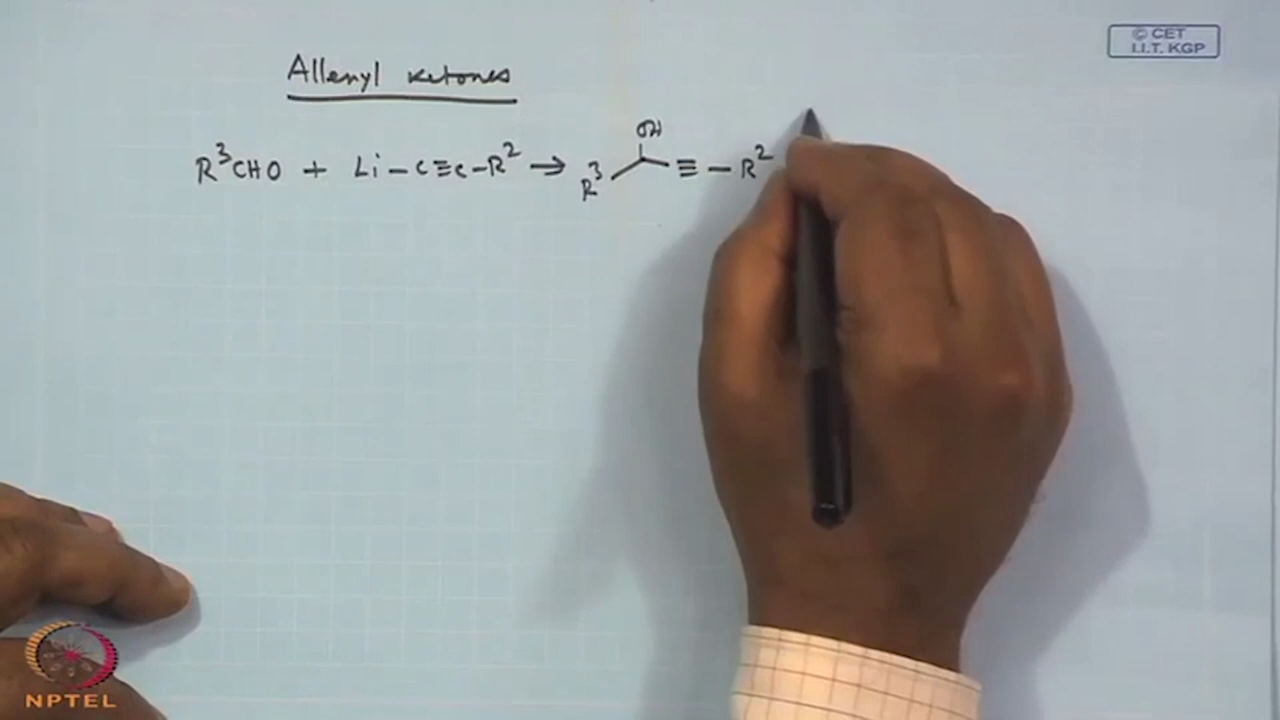 © CET
I.I.T. KGP
Allenyl ketones
OH
R³CHO + Li-C≡C-R² → R³ ≡-R²
NPTEL